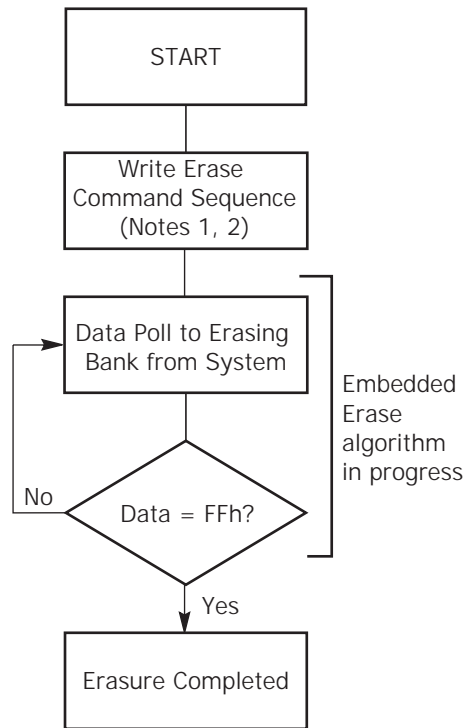 START
Write Erase
Command Sequence
(Notes 1, 2)
Data Poll to Erasing
Bank from System
Embedded
Erase
algorithm
in progress
No
Data = FFh?
Yes
Erasure Completed